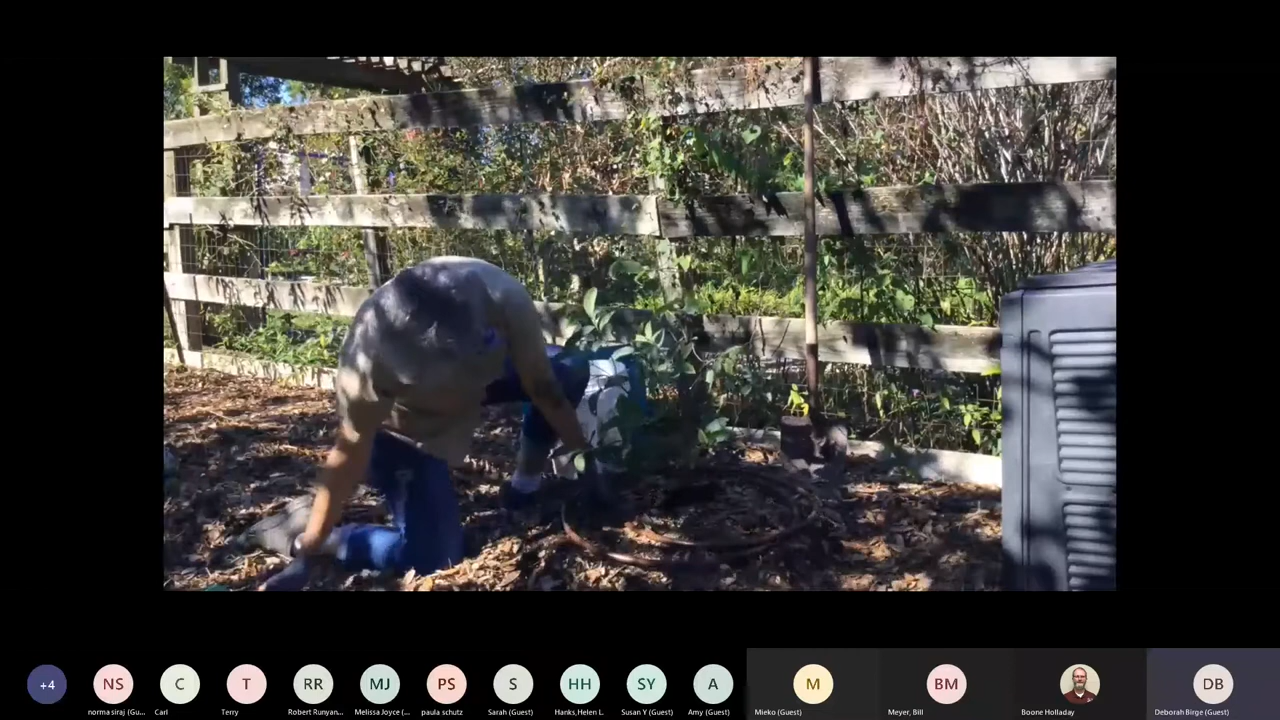 +4
NS
C
T
RR
MJ
PS
S
HH
SY
A
M
BM
DB
norma siraj (Gu...
Carl
Terry
Robert Runyan...
Melissa Joyce (...
paula schutz
Sarah (Guest)
Hanks,Helen L.
Susan Y (Guest)
Amy (Guest)
Mieko (Guest)
Meyer, Bill
Boone Holladay
Deborah Birge (Guest)